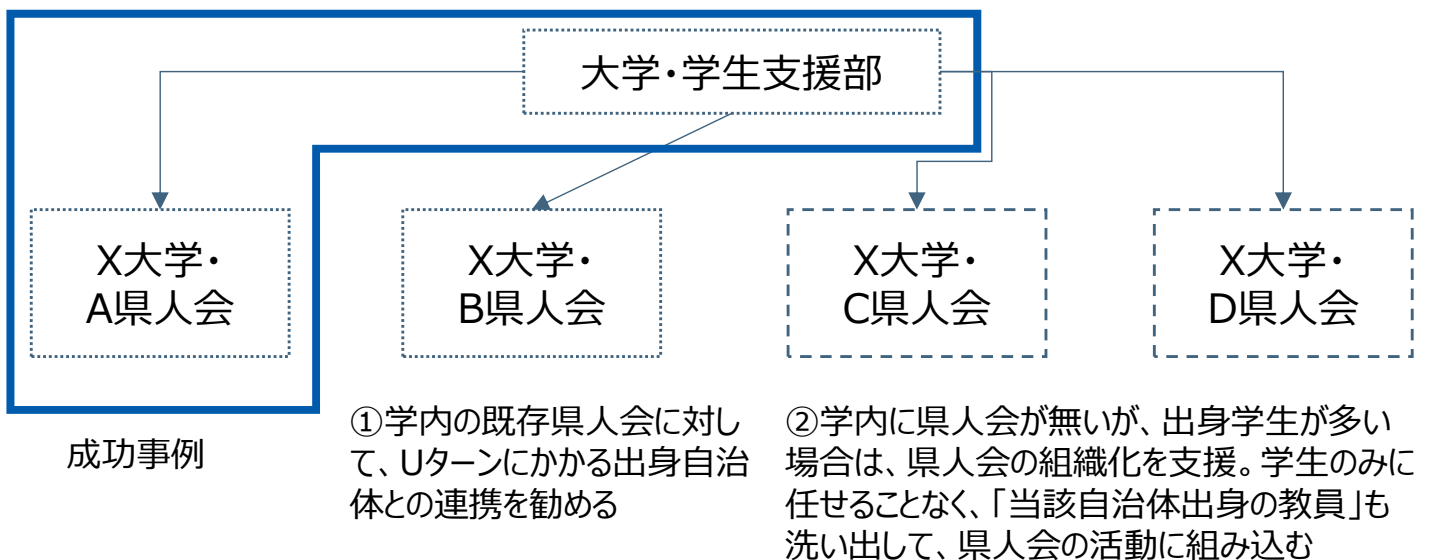 大学・学生支援部
X大学・
A県人会
X大学・
B県人会
X大学・
C県人会
X大学・
D県人会
成功事例
①学内の既存県人会に対し
て、Uターンにかかる出身自治
体との連携を勧める
②学内に県人会が無いが、出身学生が多い
場合は、県人会の組織化を支援。学生のみに
任せることなく、「当該自治体出身の教員」も
洗い出して、県人会の活動に組み込む